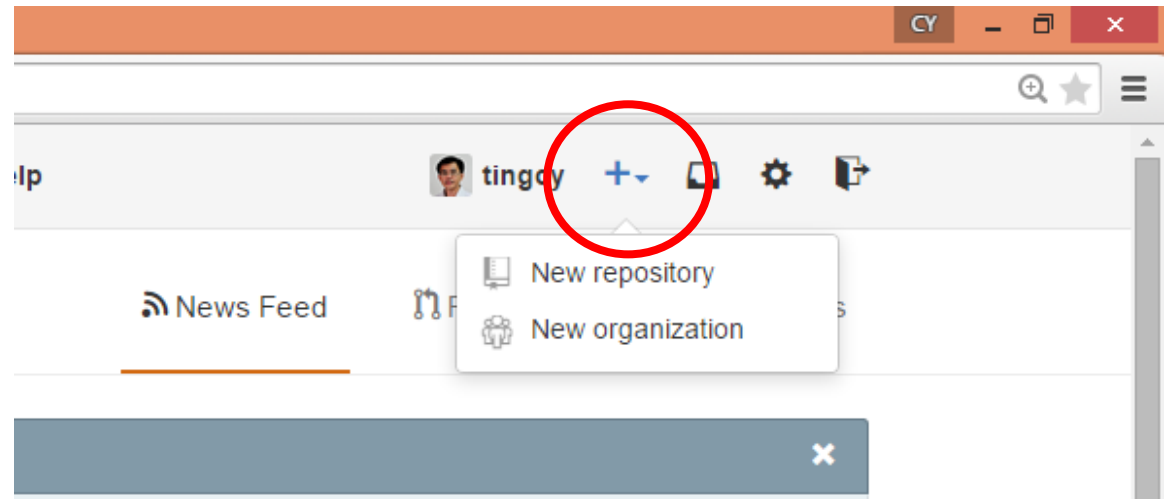 CY
elp
tingcy
New repository
New organization
News Feed
s